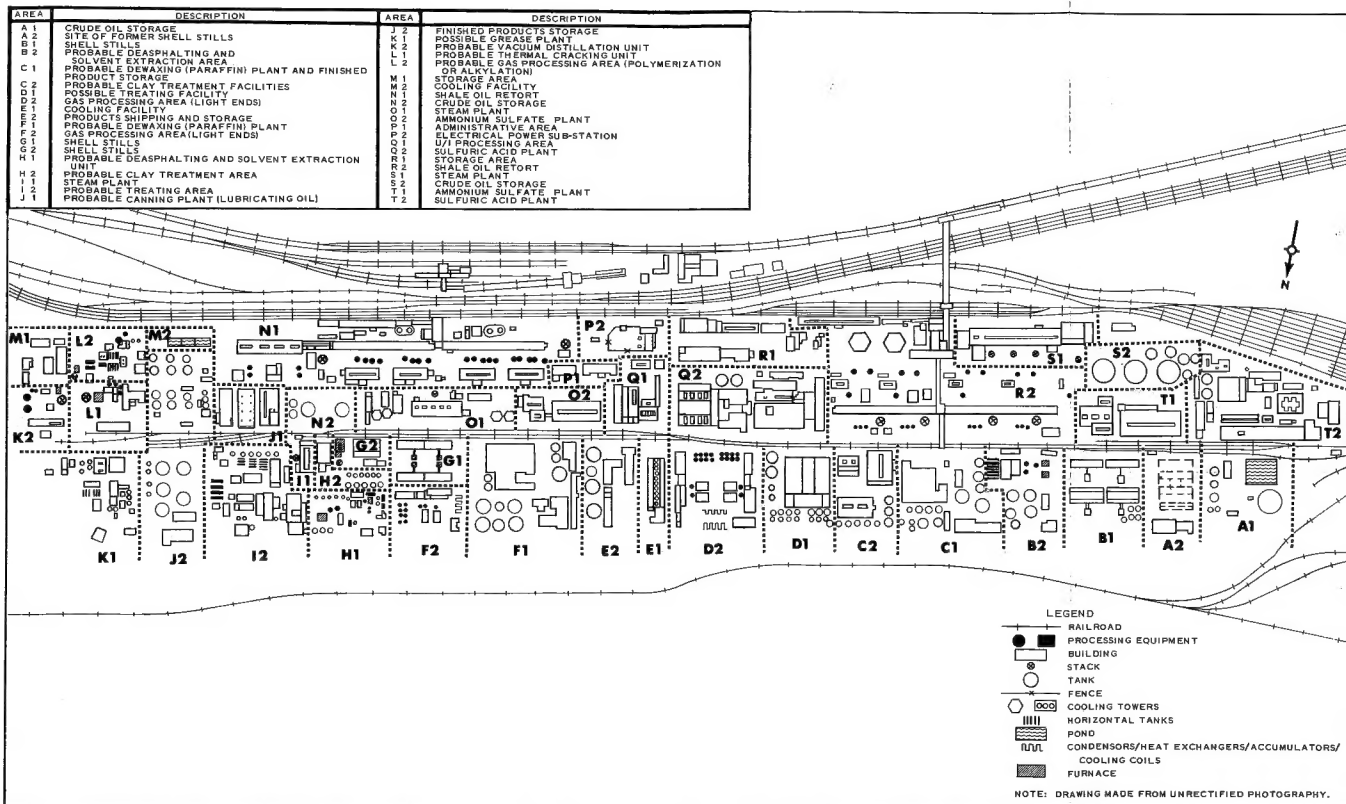 AREA DESCRIPTION
A 1 CRUDE OIL STORAGE
A 2 SITE OF FORMER SHELL STILLS
B 1 SHELL STILLS
B 2 PROBABLE DEASPHALTING AND
SOLVENT EXTRACTION AREA
C 1 PROBABLE DEWAXING (PARAFFIN) PLANT AND FINISHED
PRODUCT STORAGE
C 2 PROBABLE CLAY TREATMENT FACILITIES
D 1 POSSIBLE TREATING FACILITY
D 2 GAS PROCESSING AREA (LIGHT ENDS)
E 1 COOLING FACILITY
E 2 PRODUCTS SHIPPING AND STORAGE
F 1 PROBABLE DEWAXING (PARAFFIN) PLANT
F 2 GAS PROCESSING AREA (LIGHT ENDS)
G 1 SHELL STILLS
G 2 SHELL STILLS
H 1 PROBABLE DEASPHALTING AND SOLVENT EXTRACTION
UNIT
H 2 PROBABLE CLAY TREATMENT AREA
I 1 STEAM PLANT
I 2 PROBABLE TREATING AREA
J 1 PROBABLE CANNING PLANT (LUBRICATING OIL)
AREA DESCRIPTION
J 2 FINISHED PRODUCTS STORAGE
K 1 POSSIBLE GREASE PLANT
K 2 PROBABLE VACUUM DISTILLATION UNIT
L 1 PROBABLE THERMAL CRACKING UNIT
L 2 PROBABLE GAS PROCESSING AREA (POLYMERIZATION
OR ALKYLATION)
M 1 STORAGE AREA
M 2 COOLING FACILITY
N 1 SHALE OIL RETORT
N 2 CRUDE OIL STORAGE
O 1 STEAM PLANT
O 2 AMMONIUM SULFATE PLANT
P 1 ADMINISTRATIVE AREA
P 2 ELECTRICAL POWER SUB-STATION
Q 1 U/I PROCESSING AREA
Q 2 SULFURIC ACID PLANT
R 1 STORAGE AREA
R 2 SHALE OIL RETORT
S 1 STEAM PLANT
S 2 CRUDE OIL STORAGE
T 1 AMMONIUM SULFATE PLANT
T 2 SULFURIC ACID PLANT
N
M1 L2 M2 N1 P2 R1 S1 S2
P1 Q1 Q2
K2 L1 J1 N2 O1 O2 R2 T1 T2
I1 H2 G2 G1
K1 J2 I2 H1 F2 F1 E2 E1 D2 D1 C2 C1 B2 B1 A2 A1
LEGEND
RAILROAD
PROCESSING EQUIPMENT
BUILDING
STACK
TANK
FENCE
COOLING TOWERS
HORIZONTAL TANKS
POND
CONDENSORS/HEAT EXCHANGERS/ACCUMULATORS/
COOLING COILS
FURNACE
NOTE: DRAWING MADE FROM UNRECTIFIED PHOTOGRAPHY.